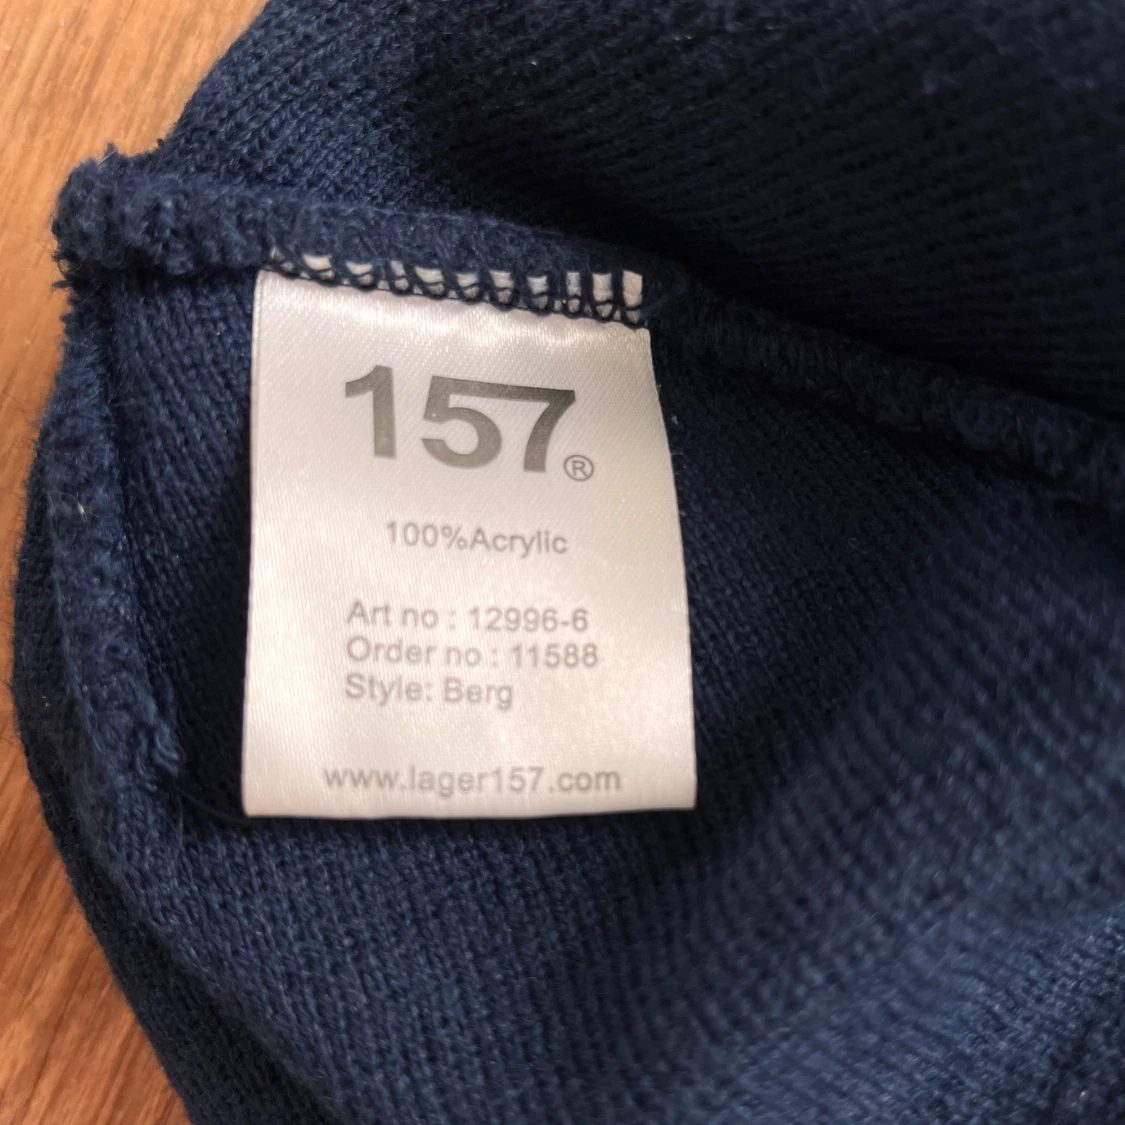 157®
100%Acrylic
Art no : 12996-6
Order no : 11588
Style: Berg
www.lager157.com